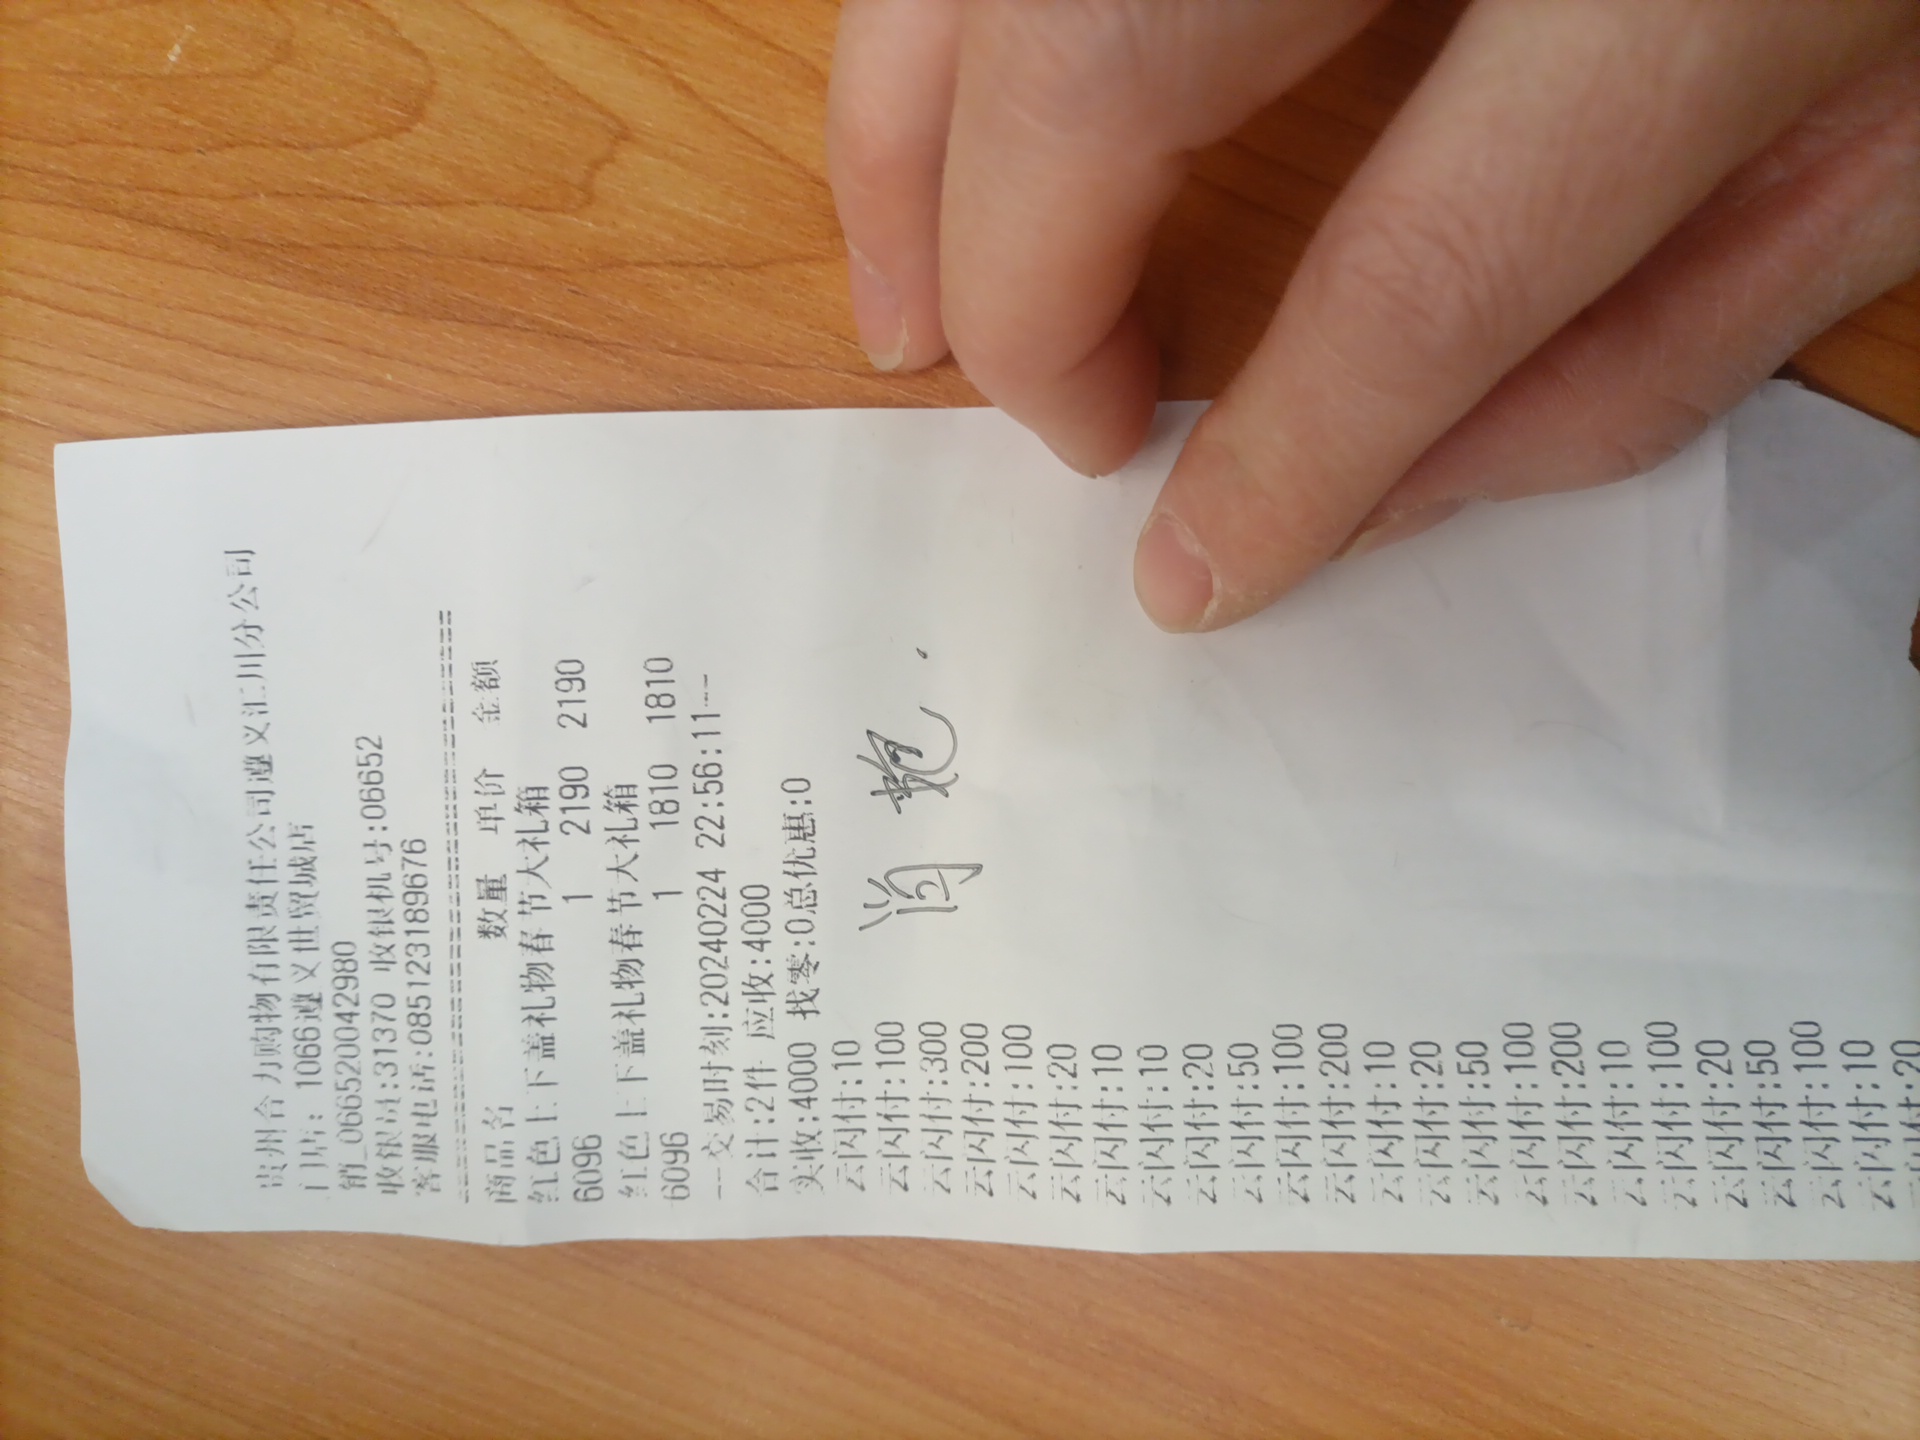 贵州合力购物有限责任公司遵义汇川分公司
门店：1066遵义世贸城店
销_0665200042980
收银员:31370 收银机号:06652
客服电话:085123189676
商品名 数量 单价 金额
红色上下盖礼物春节大礼箱
6096 1 2190 2190
红色上下盖礼物春节大礼箱
6096 1 1810 1810
---交易时刻:20240224 22:56:11---
合计:2件 应收:4000
实收:4000 找零:0总优惠:0
云闪付:10
云闪付:100
云闪付:300
云闪付:200
云闪付:100
云闪付:20
云闪付:10
云闪付:10
云闪付:20
云闪付:50
云闪付:100
云闪付:200
云闪付:10
云闪付:20
云闪付:50
云闪付:100
云闪付:200
云闪付:10
云闪付:100
云闪付:20
云闪付:50
云闪付:100
云闪付:10
云闪付:20